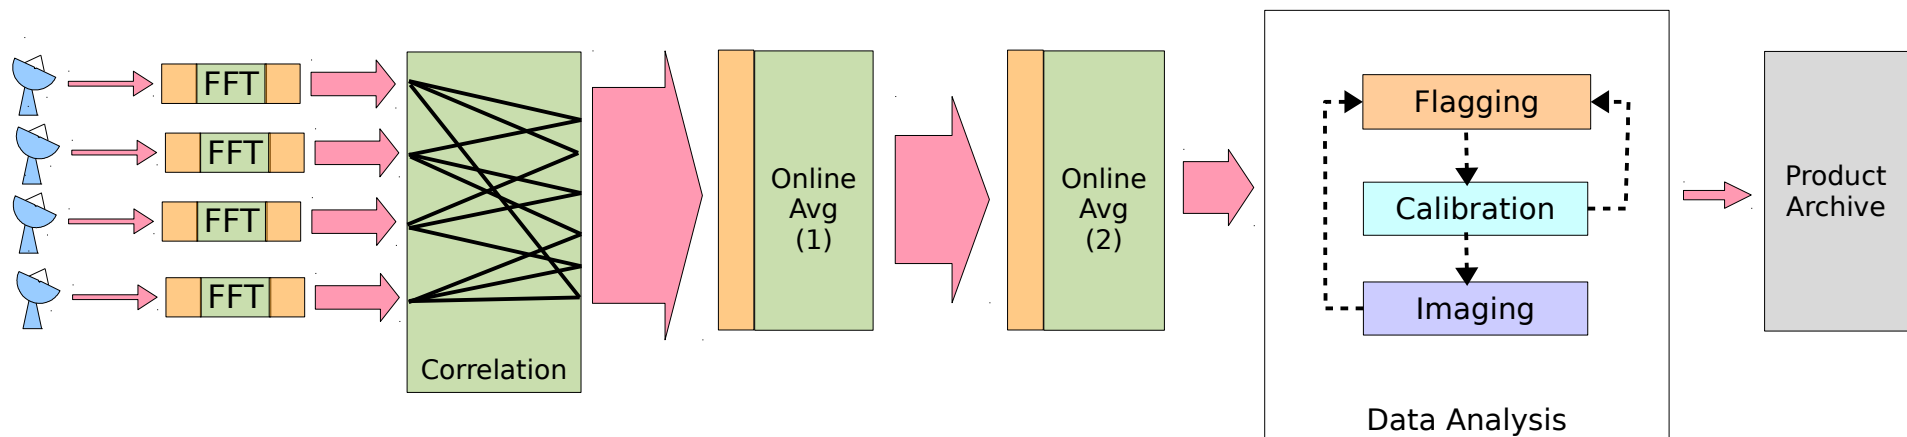 FFT
FFT
FFT
FFT
Correlation
Online
Avg
(1)
Online
Avg
(2)
Flagging
Calibration
Imaging
Data Analysis
Product
Archive